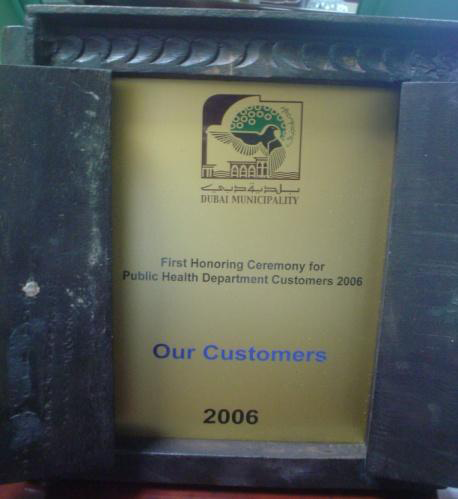 بلدية دبي
DUBAI MUNICIPALITY
First Honoring Ceremony for
Public Health Department Customers 2006
Our Customers
2006